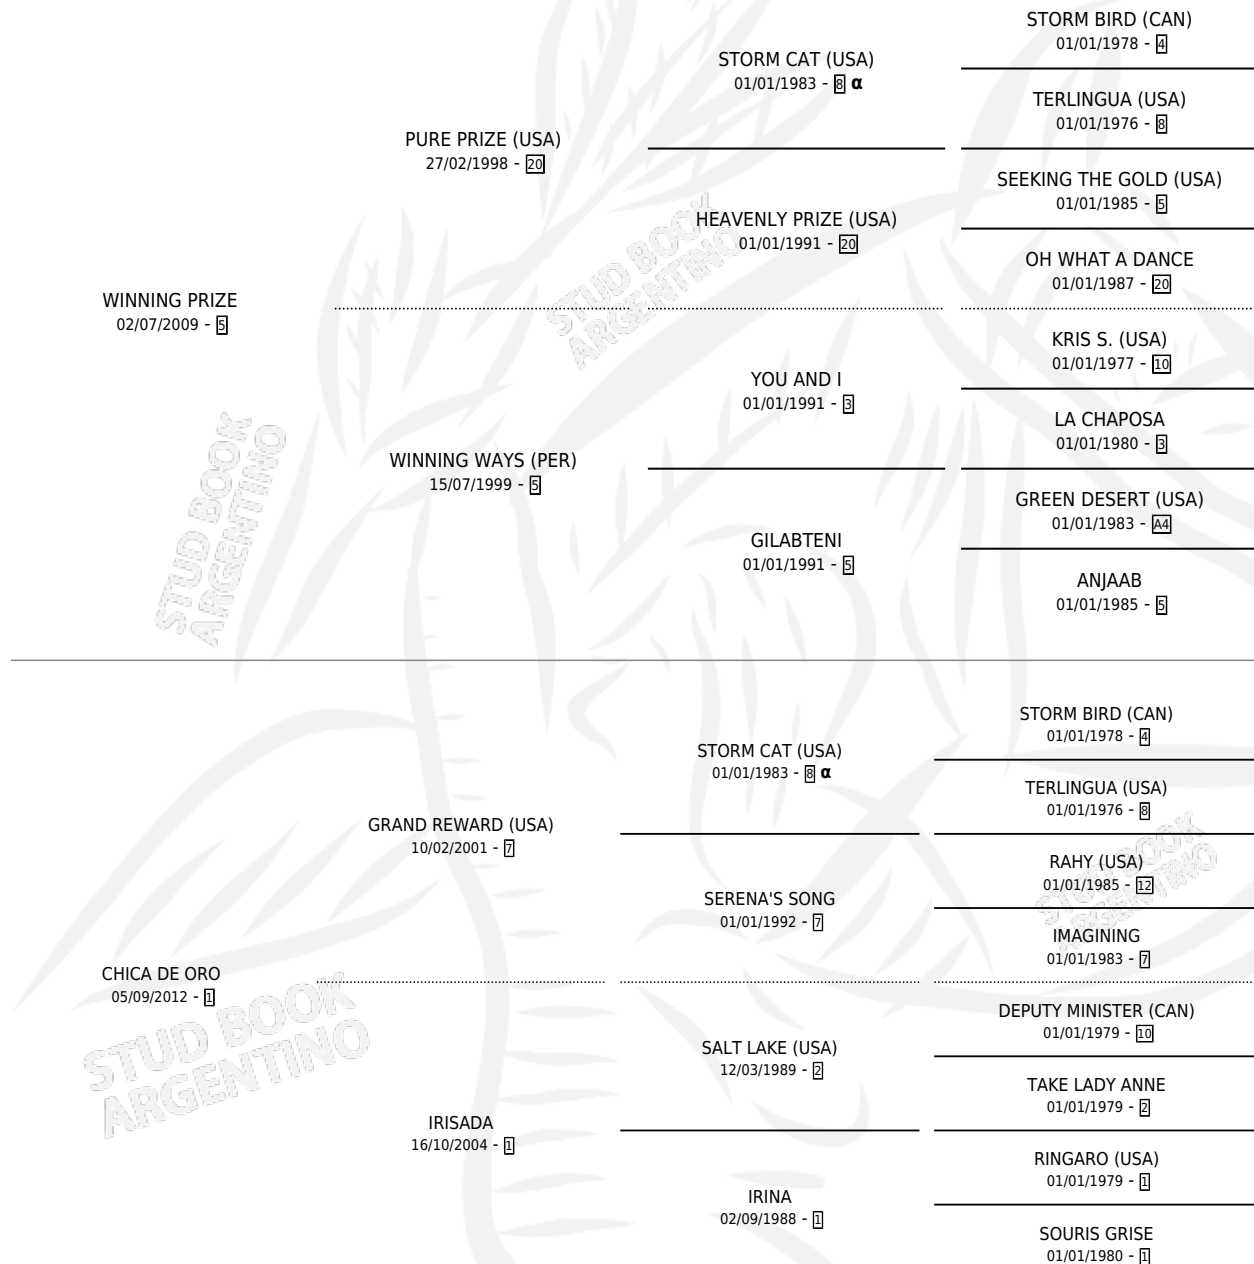 STORM BIRD (CAN)
01/01/1978 - 4
STORM CAT (USA)
01/01/1983 - 8 α
TERLINGUA (USA)
01/01/1976 - 8
PURE PRIZE (USA)
27/02/1998 - 20
SEEKING THE GOLD (USA)
01/01/1985 - 5
HEAVENLY PRIZE (USA)
01/01/1991 - 20
OH WHAT A DANCE
01/01/1987 - 20
WINNING PRIZE
02/07/2009 - 5
KRIS S. (USA)
01/01/1977 - 10
YOU AND I
01/01/1991 - 3
LA CHAPOSA
01/01/1980 - 3
WINNING WAYS (PER)
15/07/1999 - 5
GREEN DESERT (USA)
01/01/1983 - A4
GILABTENI
01/01/1991 - 5
ANJAAB
01/01/1985 - 5
STUD BOOK
ARGENTINO
STUD BOOK
ARGENTINO
STORM BIRD (CAN)
01/01/1978 - 4
STORM CAT (USA)
01/01/1983 - 8 α
TERLINGUA (USA)
01/01/1976 - 8
GRAND REWARD (USA)
10/02/2001 - 7
RAHY (USA)
01/01/1985 - 12
SERENA'S SONG
01/01/1992 - 7
IMAGINING
01/01/1983 - 7
CHICA DE ORO
05/09/2012 - 1
DEPUTY MINISTER (CAN)
01/01/1979 - 10
SALT LAKE (USA)
12/03/1989 - 2
TAKE LADY ANNE
01/01/1979 - 2
IRISADA
16/10/2004 - 1
RINGARO (USA)
01/01/1979 - 1
IRINA
02/09/1988 - 1
SOURIS GRISE
01/01/1980 - 1
STUD BOOK
ARGENTINO
STUD BOOK
ARGENTINO